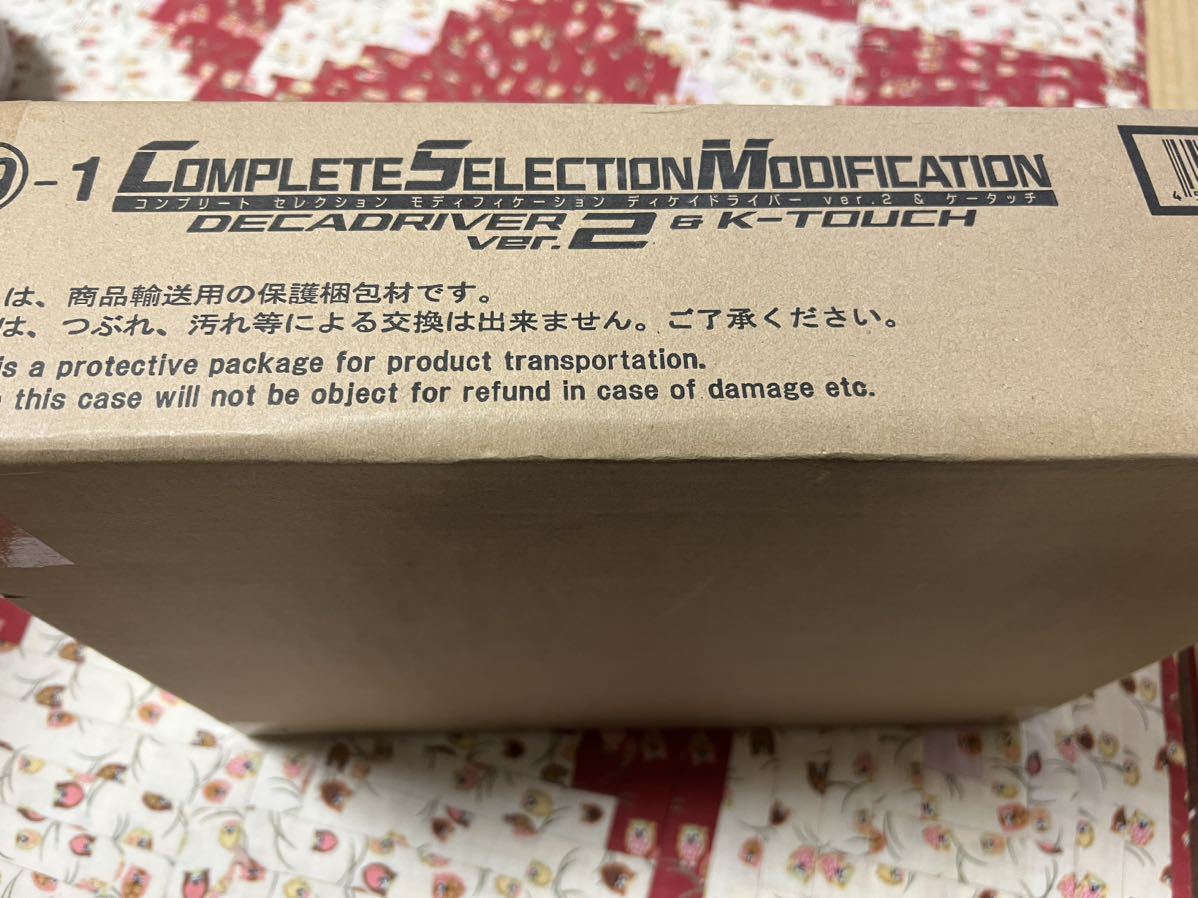 -1 COMPLETE SELECTION MODIFICATION
コンプリート セレクション モディフィケーション ディケイドライバー ver.2 & ケータッチ
DECADRIVER ver.2 & K-TOUCH
は、商品輸送用の保護梱包材です。
は、つぶれ、汚れ等による交換は出来ません。ご了承ください。
is a protective package for product transportation.
this case will not be object for refund in case of damage etc.